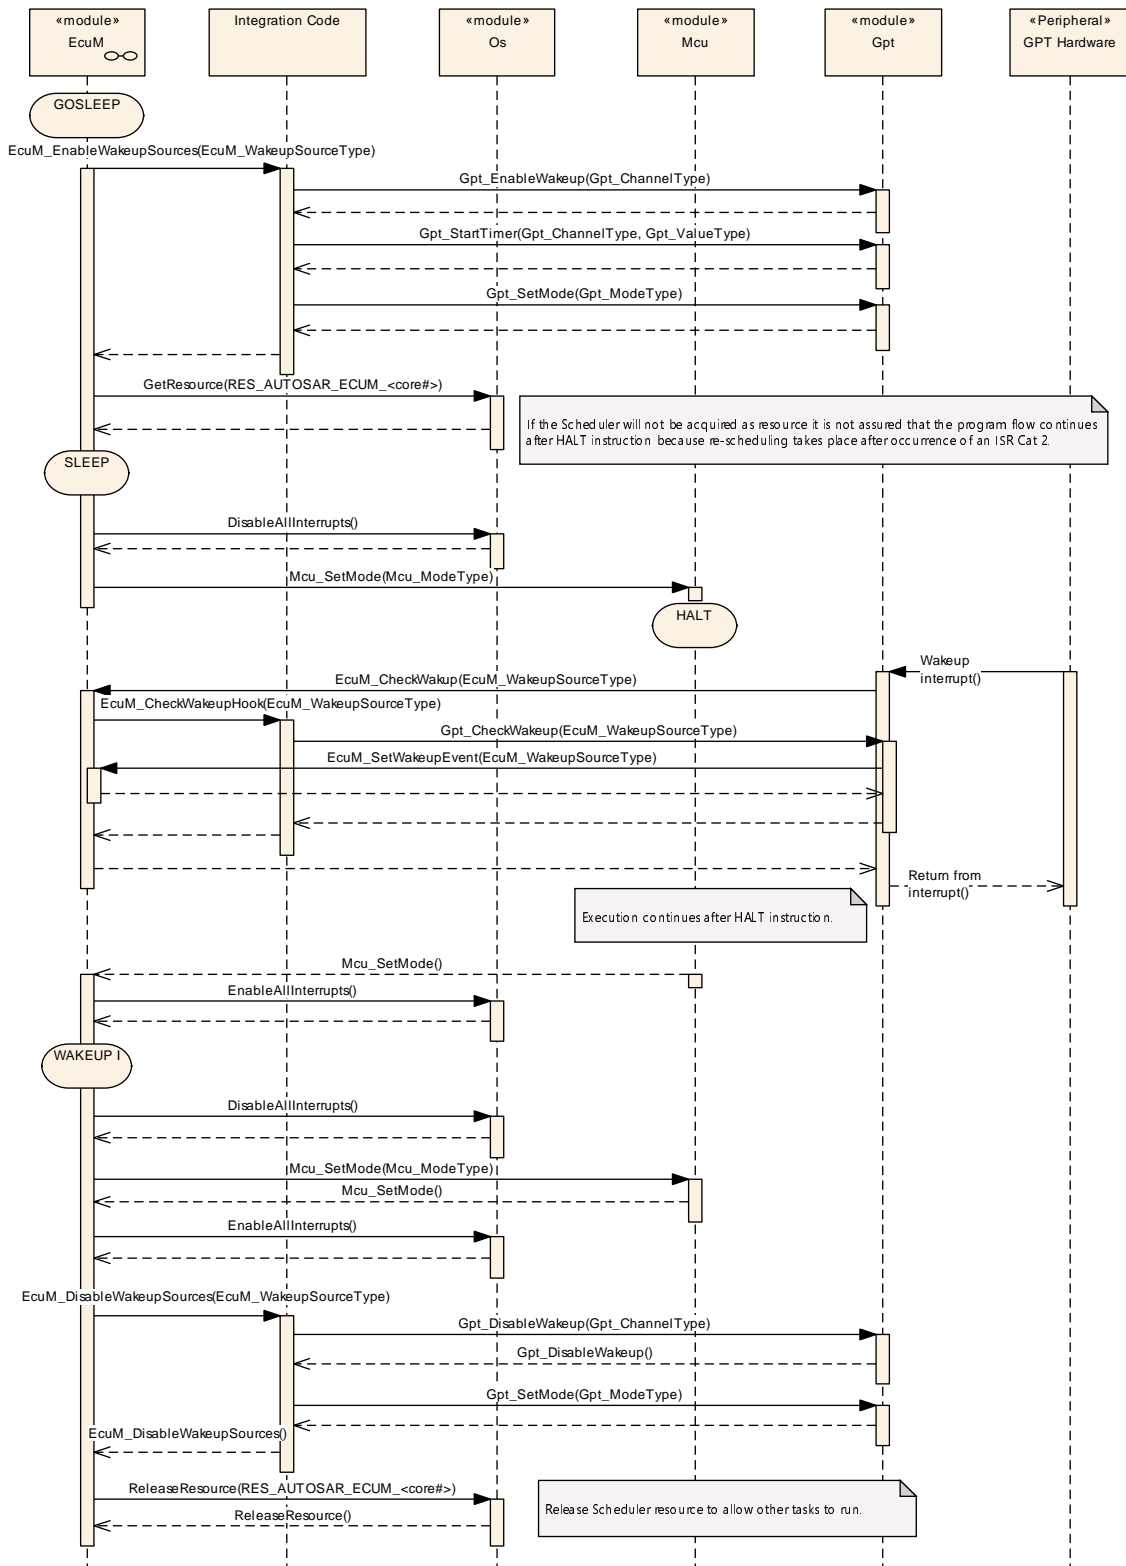 «module»
EcuM
Integration Code
«module»
Os
«module»
Mcu
«module»
Gpt
«Peripheral»
GPT Hardware
GOSLEEP
EcuM_EnableWakeupSources(EcuM_WakeupSourceType)
Gpt_EnableWakeup(Gpt_ChannelType)
Gpt_StartTimer(Gpt_ChannelType, Gpt_ValueType)
Gpt_SetMode(Gpt_ModeType)
GetResource(RES_AUTOSAR_ECUM_<core#>)
If the Scheduler will not be acquired as resource it is not assured that the program flow continues
after HALT instruction because re-scheduling takes place after occurrence of an ISR Cat 2.
SLEEP
DisableAllInterrupts()
Mcu_SetMode(Mcu_ModeType)
HALT
Wakeup
interrupt()
EcuM_CheckWakup(EcuM_WakeupSourceType)
EcuM_CheckWakeupHook(EcuM_WakeupSourceType)
Gpt_CheckWakup(EcuM_WakeupSourceType)
EcuM_SetWakeupEvent(EcuM_WakeupSourceType)
Return from
interrupt()
Execution continues after HALT instruction.
Mcu_SetMode()
EnableAllInterrupts()
WAKEUP I
DisableAllInterrupts()
Mcu_SetMode(Mcu_ModeType)
Mcu_SetMode()
EnableAllInterrupts()
EcuM_DisableWakeupSources(EcuM_WakeupSourceType)
Gpt_DisableWakeup(Gpt_ChannelType)
Gpt_DisableWakeup()
Gpt_SetMode(Gpt_ModeType)
EcuM_DisableWakeupSources()
ReleaseResource(RES_AUTOSAR_ECUM_<core#>)
Release Scheduler resource to allow other tasks to run.
ReleaseResource()